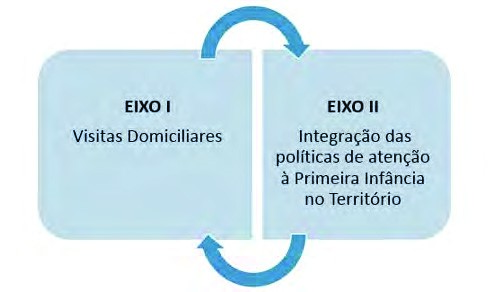 EIXO I
Visitas Domiciliares
EIXO II
Integração das
políticas de atenção
à Primeira Infância
no Território